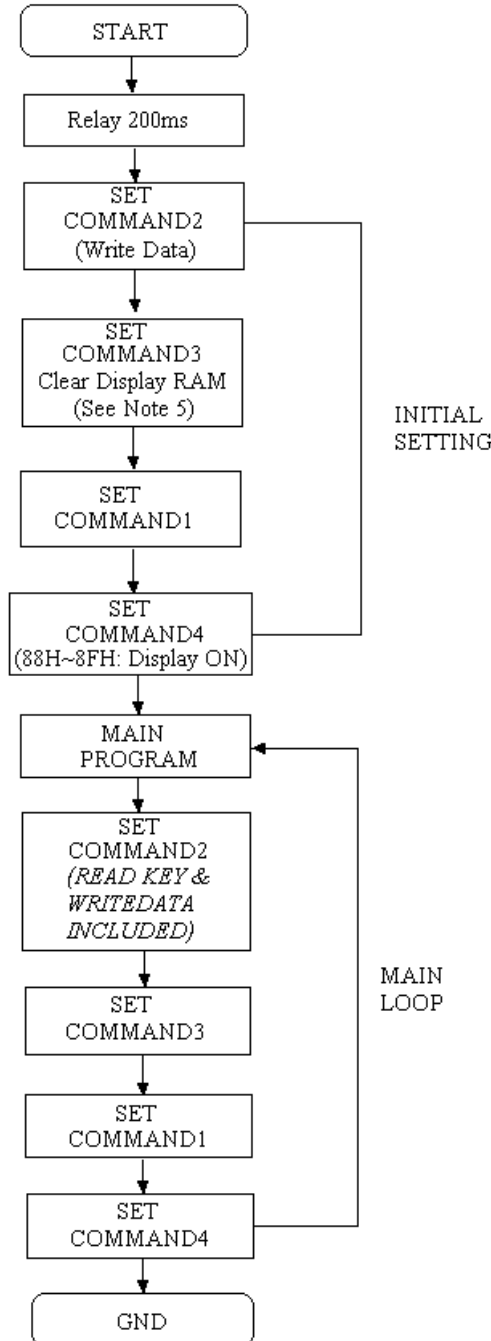 START
Relay 200ms
SET
COMMAND2
(Write Data)
SET
COMMAND3
Clear Display RAM
(See Note 5)
INITIAL
SETTING
SET
COMMAND1
SET
COMMAND4
(88H~8FH: Display ON)
MAIN
PROGRAM
SET
COMMAND2
(READ KEY &
WRITEDATA
INCLUDED)
MAIN
LOOP
SET
COMMAND3
SET
COMMAND1
SET
COMMAND4
GND